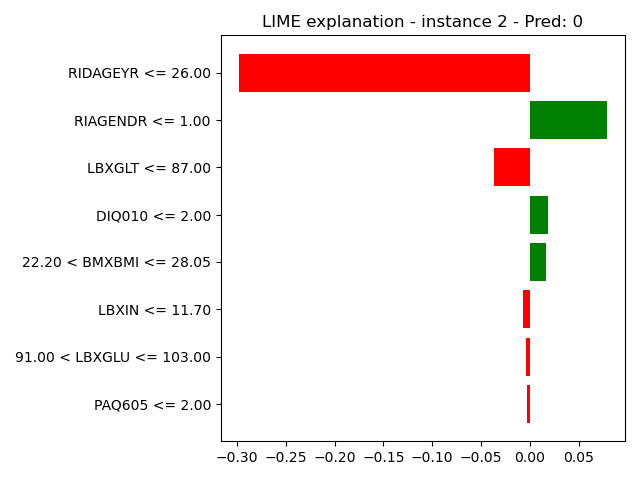 LIME explanation - instance 2 - Pred: 0
RIDAGEYR <= 26.00
RIAGENDR <= 1.00
LBXGLT <= 87.00
DIQ010 <= 2.00
22.20 < BMXBMI <= 28.05
LBXIN <= 11.70
91.00 < LBXGLU <= 103.00
PAQ605 <= 2.00
−0.30 −0.25 −0.20 −0.15 −0.10 −0.05 0.00 0.05